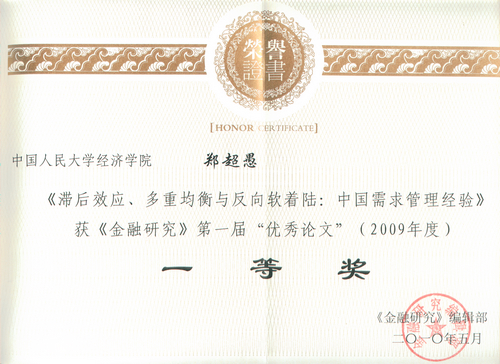 榮譽
證書
[HONOR CERTIFICATE]
中国人民大学经济学院 郑超愚
《滞后效应、多重均衡与反向软着陆：中国需求管理经验》
获《金融研究》第一届“优秀论文”（2009年度）
一等奖
《金融研究》编辑部
二〇一〇年五月